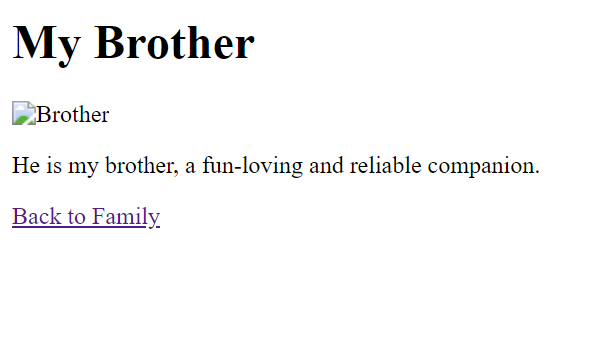 My Brother
Brother
He is my brother, a fun-loving and reliable companion.
Back to Family